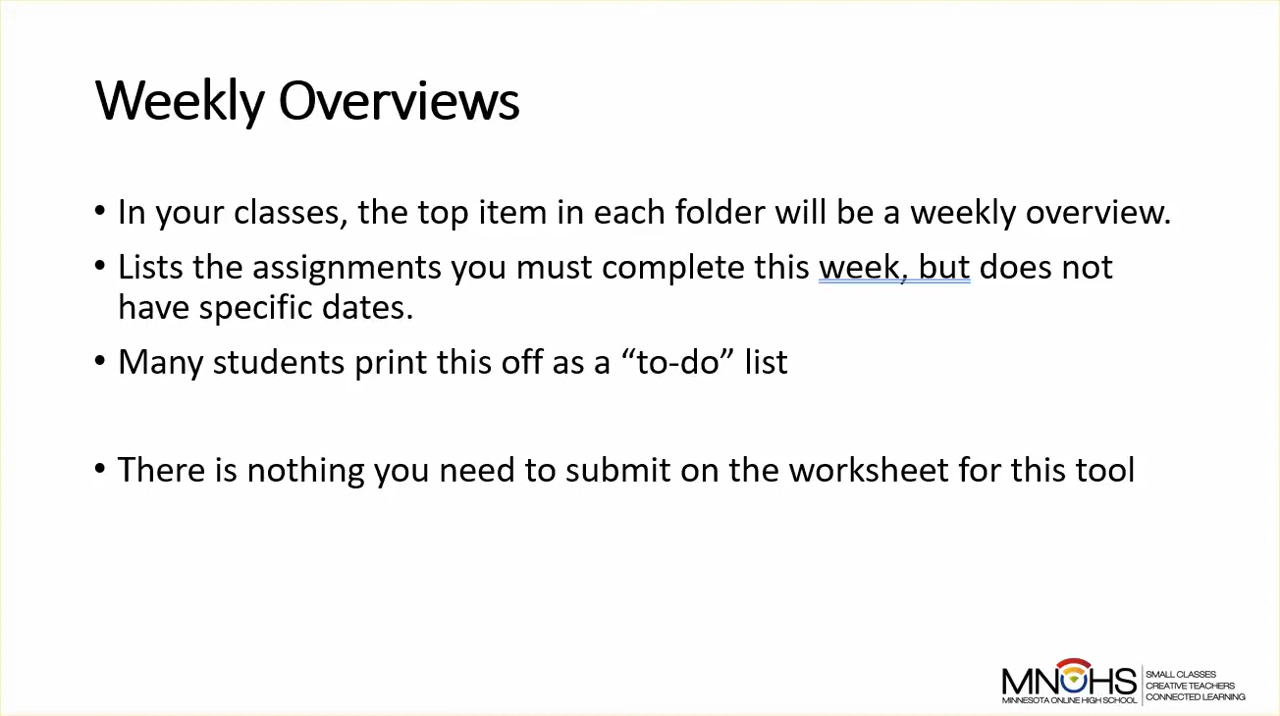 Weekly Overviews
• In your classes, the top item in each folder will be a weekly overview.
• Lists the assignments you must complete this week, but does not
have specific dates.
• Many students print this off as a “to-do” list
• There is nothing you need to submit on the worksheet for this tool
MNOHS
MINNESOTA ONLINE HIGH SCHOOL
SMALL CLASSES
CREATIVE TEACHERS
CONNECTED LEARNING